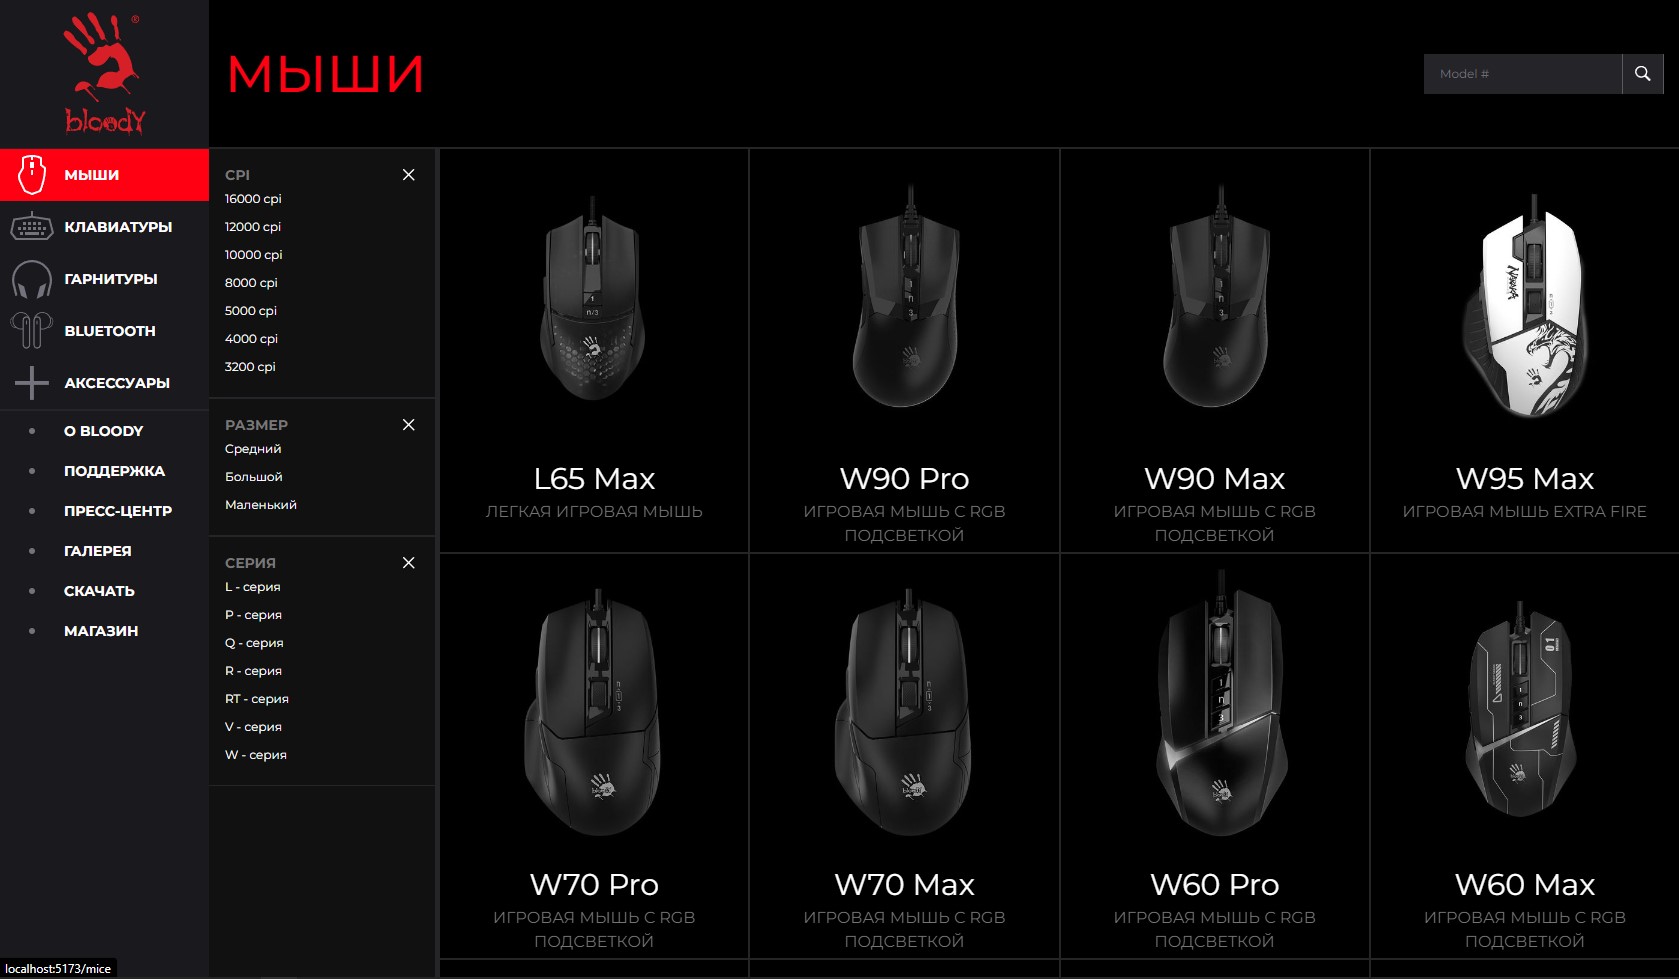 ®
bloody
МЫШИ
Model #
МЫШИ
КЛАВИАТУРЫ
ГАРНИТУРЫ
BLUETOOTH
АКСЕССУАРЫ
О BLOODY
ПОДДЕРЖКА
ПРЕСС-ЦЕНТР
ГАЛЕРЕЯ
СКАЧАТЬ
МАГАЗИН
CPI
16000 cpi
12000 cpi
10000 cpi
8000 cpi
5000 cpi
4000 cpi
3200 cpi
РАЗМЕР
Средний
Большой
Маленький
СЕРИЯ
L - серия
P - серия
Q - серия
R - серия
RT - серия
V - серия
W - серия
L65 Max
ЛЕГКАЯ ИГРОВАЯ МЫШЬ
W90 Pro
ИГРОВАЯ МЫШЬ С RGB
ПОДСВЕТКОЙ
W90 Max
ИГРОВАЯ МЫШЬ С RGB
ПОДСВЕТКОЙ
W95 Max
ИГРОВАЯ МЫШЬ EXTRA FIRE
W70 Pro
ИГРОВАЯ МЫШЬ С RGB
ПОДСВЕТКОЙ
W70 Max
ИГРОВАЯ МЫШЬ С RGB
ПОДСВЕТКОЙ
W60 Pro
ИГРОВАЯ МЫШЬ С RGB
ПОДСВЕТКОЙ
W60 Max
ИГРОВАЯ МЫШЬ С RGB
ПОДСВЕТКОЙ
localhost:5173/mice